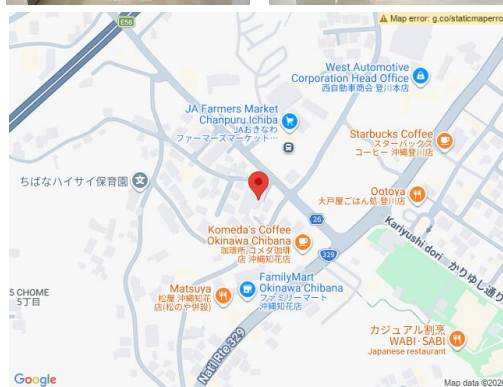 Map error: g.co/staticmaperro
E58
West Automotive
Corporation Head Office
西自動車商会 登川本店
JA Farmers Market
Chanpuru Ichiba
JAおきなわ
ファーマーズマーケット…
Starbucks Coffee
スターバックス
コーヒー 沖縄登川店
ちばなハイサイ保育園
Ootoya
大戸屋ごはん処 登川店
26
Komeda's Coffee
Okinawa Chibana
珈琲所 コメダ珈琲
店 沖縄知花店
329
Kariyushi dori かりゆし通り
FamilyMart
Okinawa Chibana
ファミリーマート
沖縄知花店
Matsuya
松屋 沖縄知花
店(松のや併設)
5 CHOME
5丁目
カジュアル割烹
WABI·SABI
Japanese restaurant
Nat'l Rte 329
Google
Map data ©202